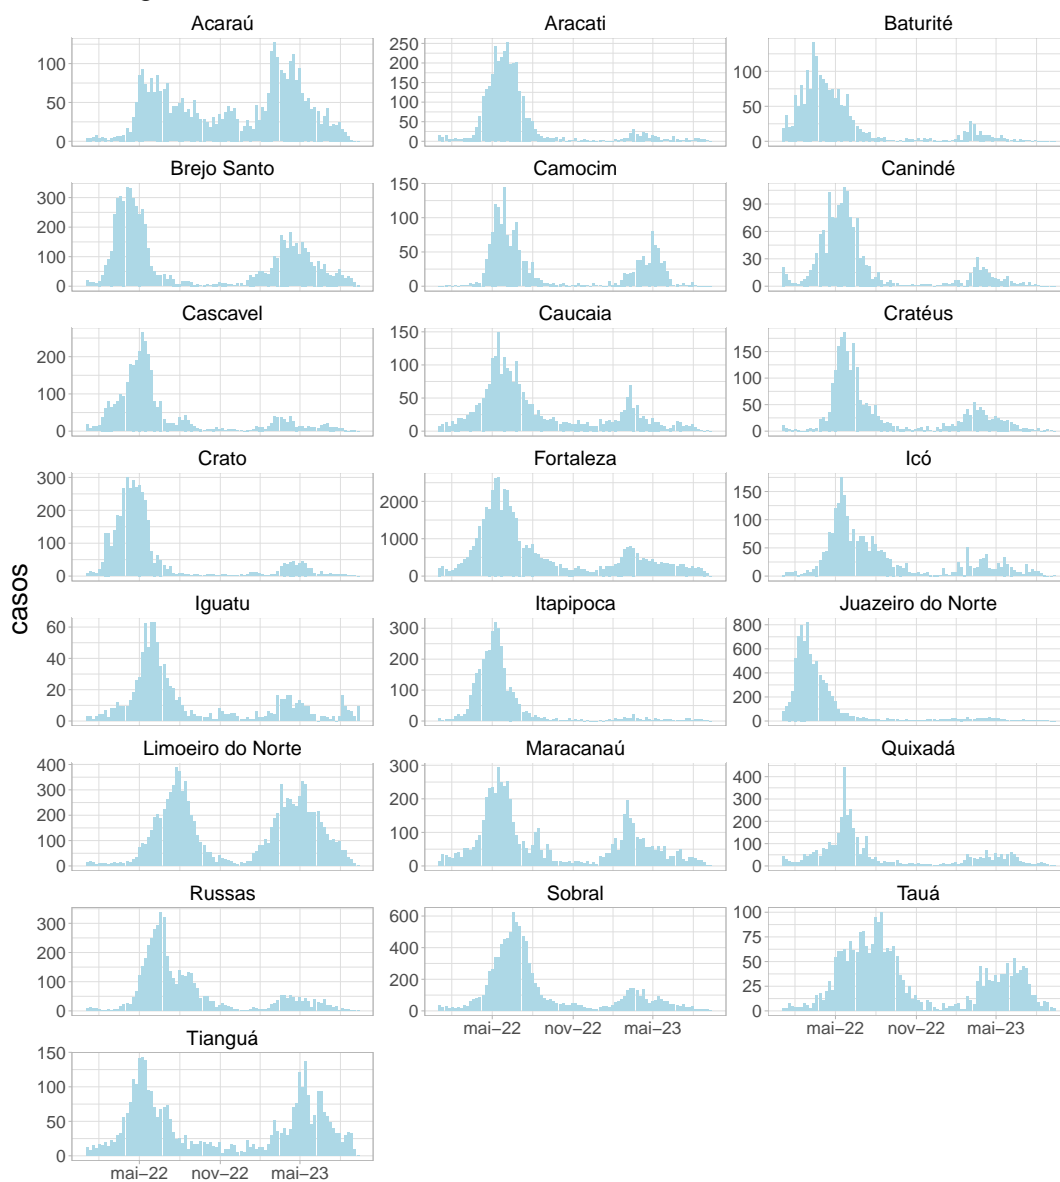 Acaraú Aracati Baturité
100 50 0
250 200 150 100 50 0
100 50 0
Brejo Santo Camocim Canindé
300 200 100 0
150 100 50 0
90 60 30 0
Cascavel Caucaia Cratéus
200 100 0
150 100 50 0
150 100 50 0
Crato Fortaleza Icó
300 200 100 0
2000 1000 0
150 100 50 0
casos
Iguatu Itapipoca Juazeiro do Norte
60 40 20 0
300 200 100 0
800 600 400 200 0
Limoeiro do Norte Maracanaú Quixadá
400 300 200 100 0
300 200 100 0
400 300 200 100 0
Russas Sobral Tauá
300 200 100 0
600 400 200 0
100 75 50 25 0
mai−22 nov−22 mai−23 mai−22 nov−22 mai−23
Tianguá
150 100 50 0
mai−22 nov−22 mai−23